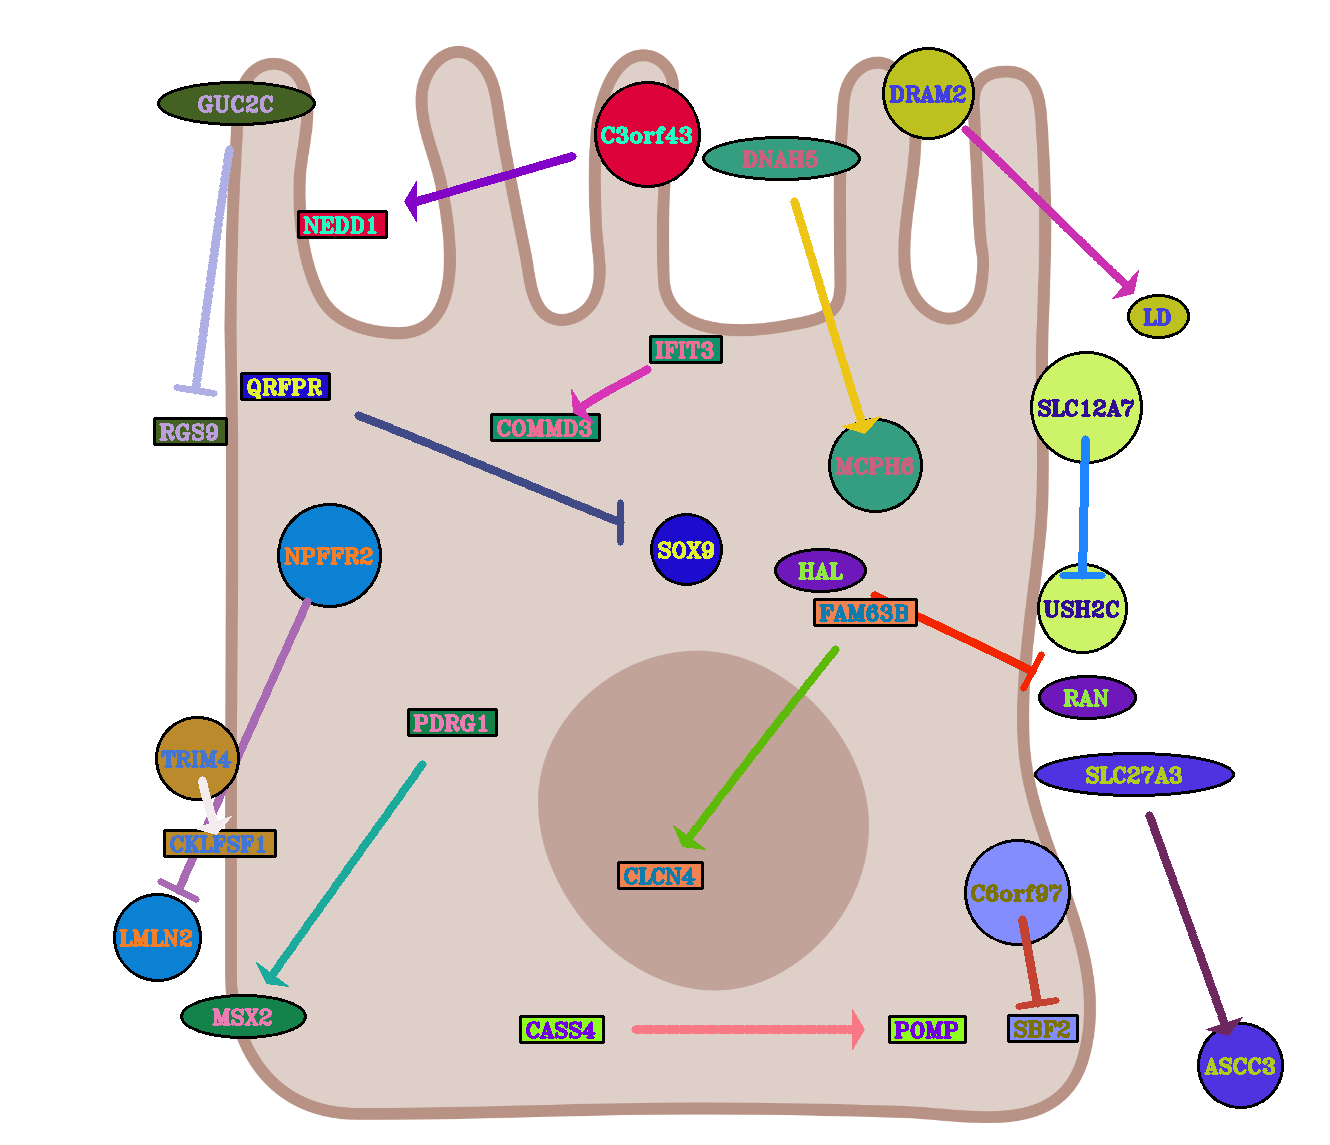 DRAM2
GUC2C
C3orf43
DNAH5
NEDD1
LD
IFIT3
QRFPR
SLC12A7
COMMD3
RGS9
MCPH6
SOX9
NPFFR2
HAL
USH2C
FAM63B
RAN
PDRG1
TRIM4
SLC27A3
CKLFSF1
CLCN4
C6orf97
LMLN2
MSX2
CASS4
POMP
SBF2
ASCC3